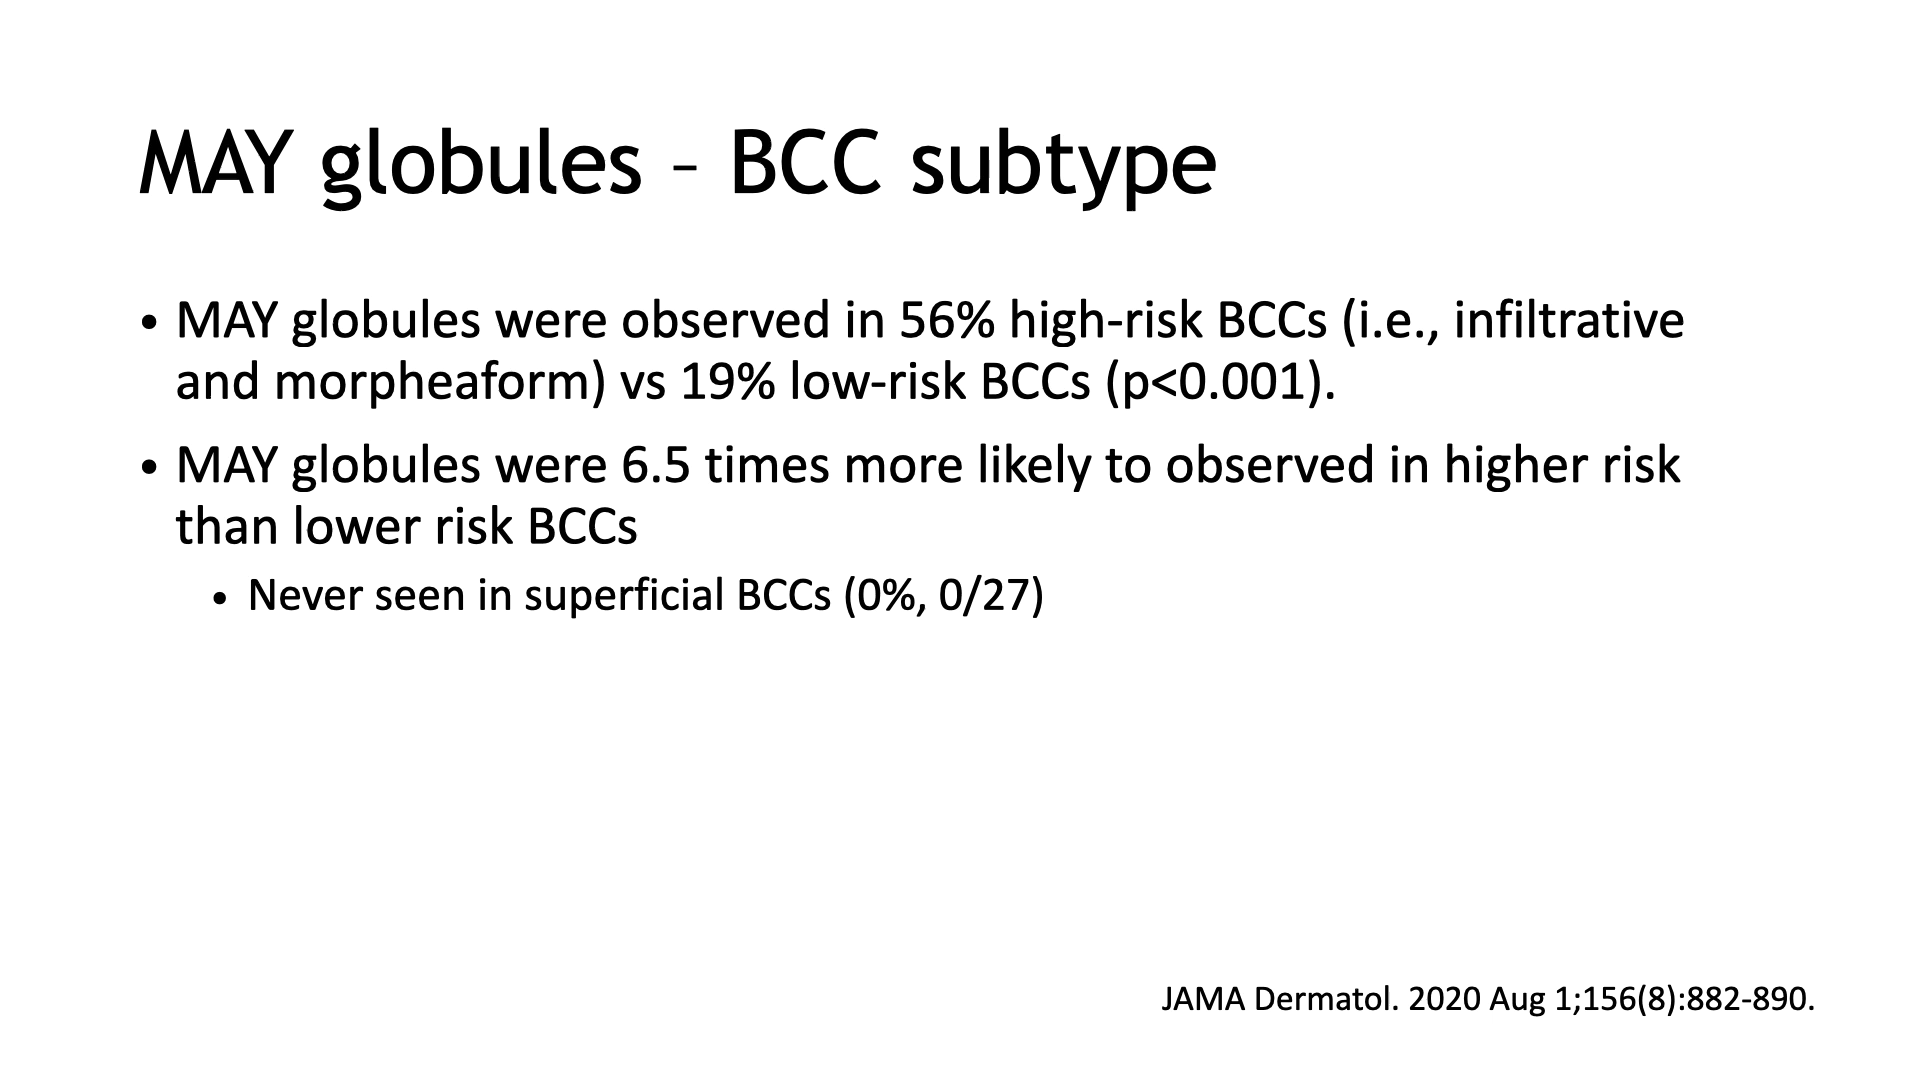 MAY globules – BCC subtype
• MAY globules were observed in 56% high-risk BCCs (i.e., infiltrative
and morpheaform) vs 19% low-risk BCCs (p<0.001).
• MAY globules were 6.5 times more likely to observed in higher risk
than lower risk BCCs
• Never seen in superficial BCCs (0%, 0/27)
JAMA Dermatol. 2020 Aug 1;156(8):882-890.